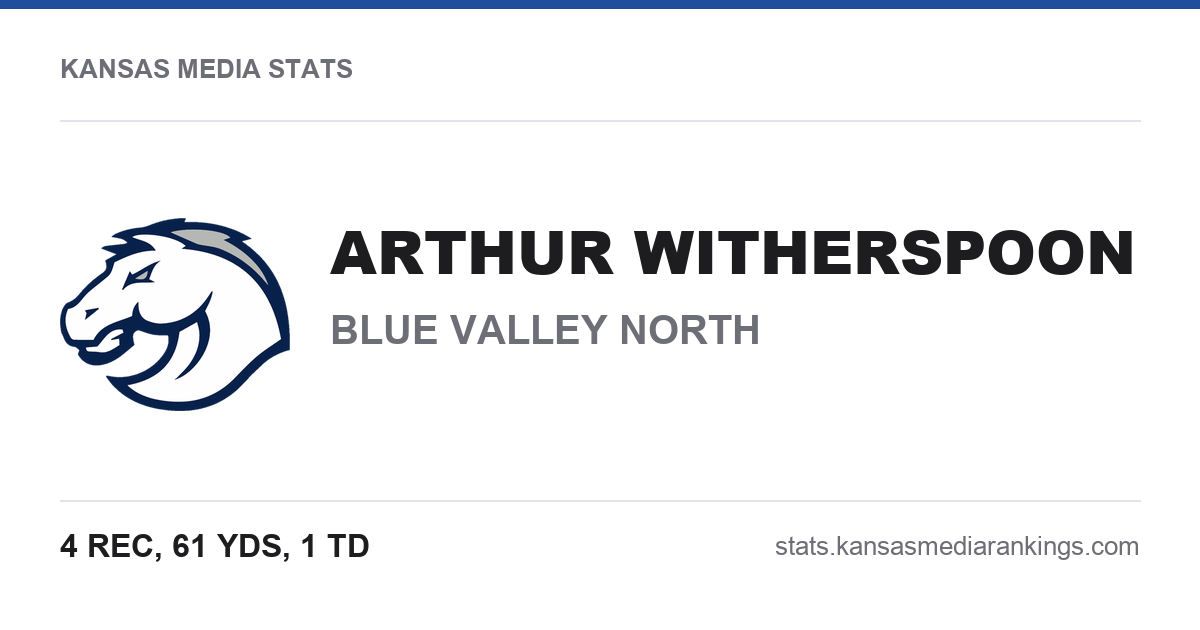 KANSAS MEDIA STATS
ARTHUR WITHERSPOON
BLUE VALLEY NORTH
4 REC, 61 YDS, 1 TD
stats.kansasmediarankings.com